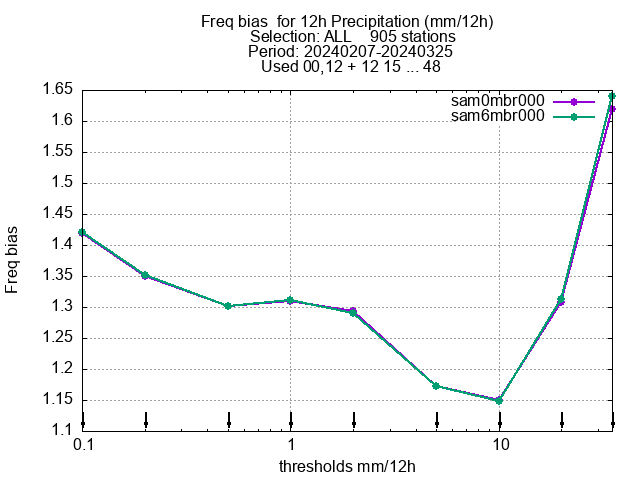 Freq bias  for 12h Precipitation (mm/12h)
Selection: ALL    905 stations
Period: 20240207-20240325
Used 00,12 + 12 15 ... 48
sam0mbr000
sam6mbr000
1.65
1.6
1.55
1.5
1.45
1.4
1.35
1.3
1.25
1.2
1.15
1.1
Freq bias
0.1 1 10
thresholds mm/12h